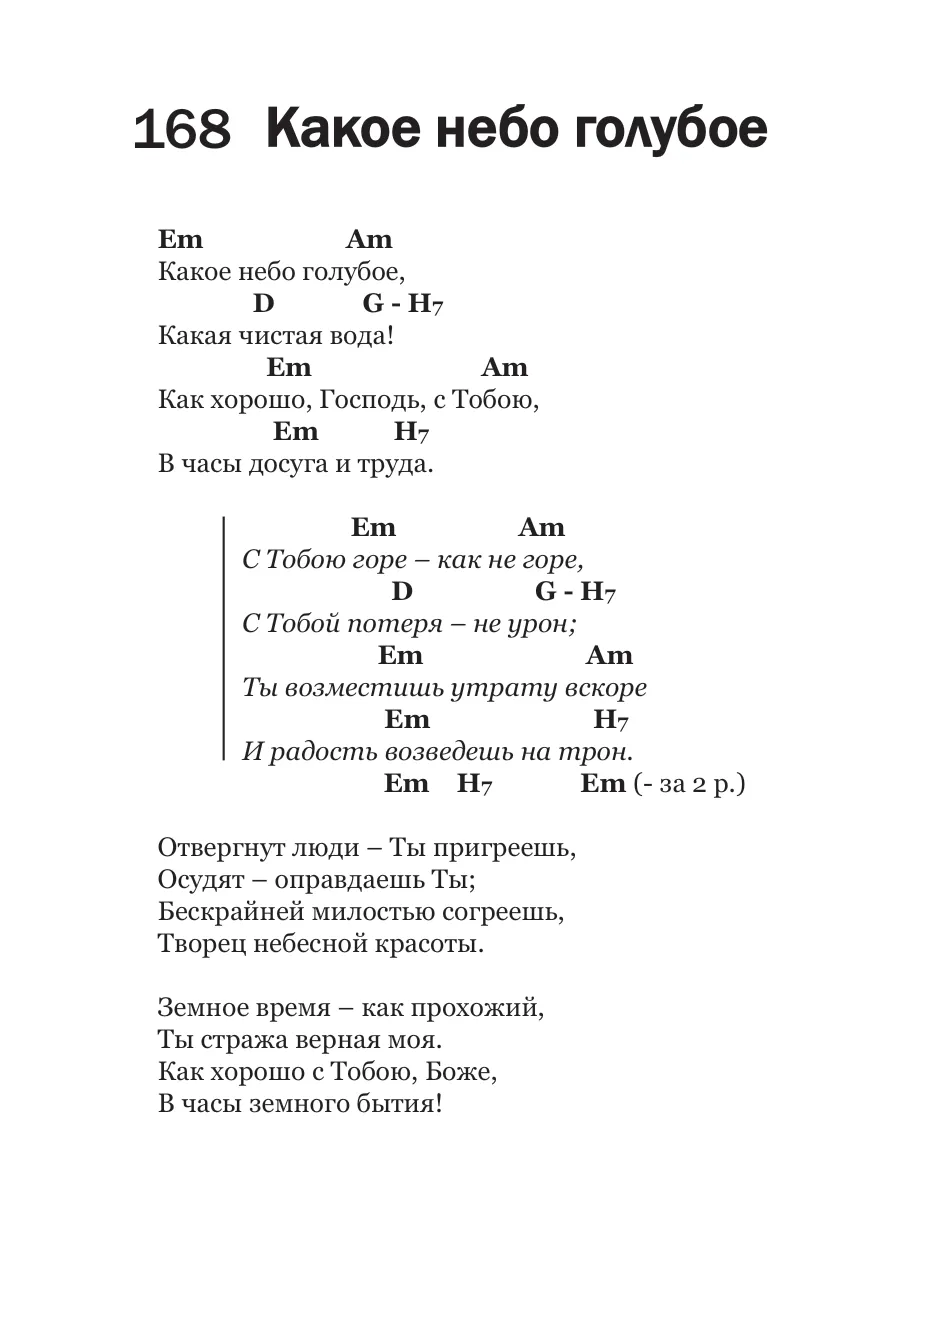 168 Какое небо голубое
Em Am
Какое небо голубое,
D G - H7
Какая чистая вода!
Em Am
Как хорошо, Господь, с Тобою,
Em H7
В часы досуга и труда.
Em Am
С Тобою горе – как не горе,
D G - H7
С Тобой потеря – не урон;
Em Am
Ты возместишь утрату вскоре
Em H7
И радость возведешь на трон.
Em H7 Em (- за 2 р.)
Отвергнут люди – Ты пригреешь,
Осудят – оправдаешь Ты;
Бескрайней милостью согреешь,
Творец небесной красоты.
Земное время – как прохожий,
Ты стража верная моя.
Как хорошо с Тобою, Боже,
В часы земного бытия!